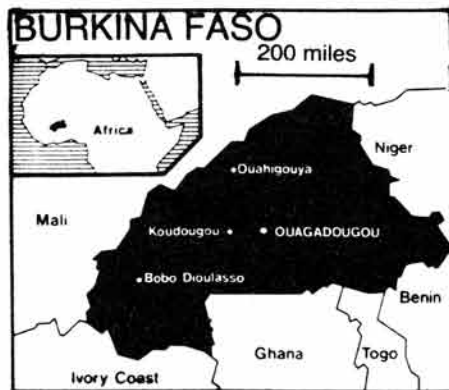 BURKINA FASO
200 miles
Africa
Niger
Ouahigouya
Mali
Koudougou
OUAGADOUGOU
Bobo Dioulasso
Benin
Ghana
Togo
Ivory Coast